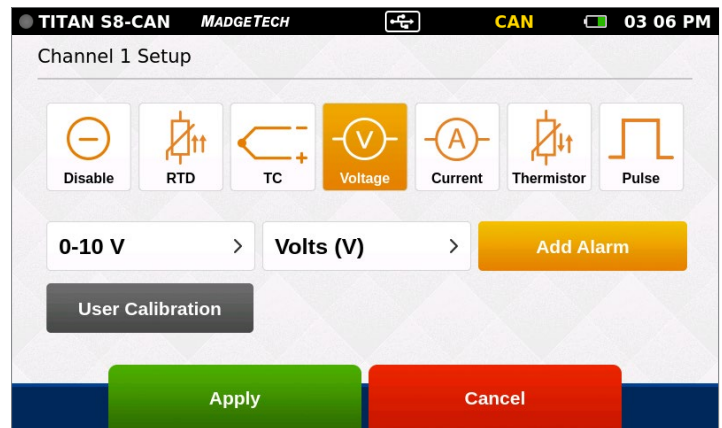 TITAN S8-CAN MADGETECH CAN 03 06 PM
Channel 1 Setup
Disable RTD TC Voltage Current Thermistor Pulse
0-10 V > Volts (V) > Add Alarm
User Calibration
Apply Cancel